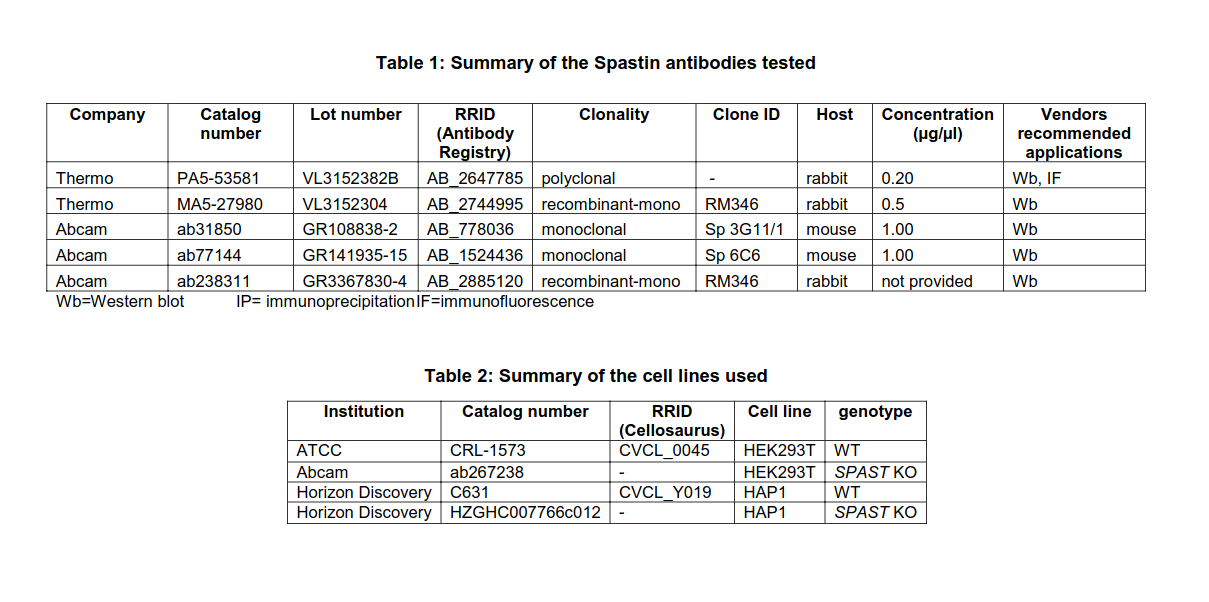 Table 1: Summary of the Spastin antibodies tested
Company Catalog number Lot number RRID (Antibody Registry) Clonality Clone ID Host Concentration (µg/µl) Vendors recommended applications
Thermo PA5-53581 VL3152382B AB_2647785 polyclonal - rabbit 0.20 Wb, IF
Thermo MA5-27980 VL3152304 AB_2744995 recombinant-mono RM346 rabbit 0.5 Wb
Abcam ab31850 GR108838-2 AB_778036 monoclonal Sp 3G11/1 mouse 1.00 Wb
Abcam ab77144 GR141935-15 AB_1524436 monoclonal Sp 6C6 mouse 1.00 Wb
Abcam ab238311 GR3367830-4 AB_2885120 recombinant-mono RM346 rabbit not provided Wb
Wb=Western blot IP= immunoprecipitation IF=immunofluorescence
Table 2: Summary of the cell lines used
Institution Catalog number RRID (Cellosaurus) Cell line genotype
ATCC CRL-1573 CVCL_0045 HEK293T WT
Abcam ab267238 - HEK293T SPAST KO
Horizon Discovery C631 CVCL_Y019 HAP1 WT
Horizon Discovery HZGHC007766c012 - HAP1 SPAST KO